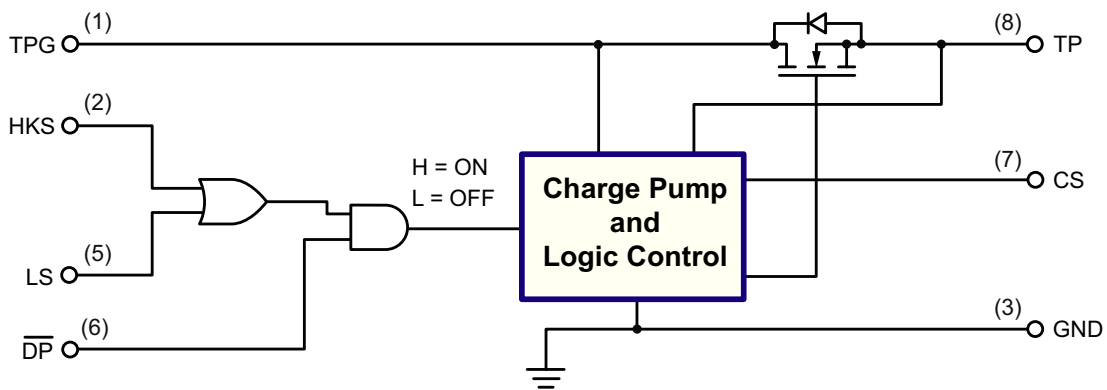 (1)
TPG
(8)
TP
(2)
HKS
H = ON
L = OFF
Charge Pump
and
Logic Control
(7)
CS
(5)
LS
(6)
D̅P̅
(3)
GND